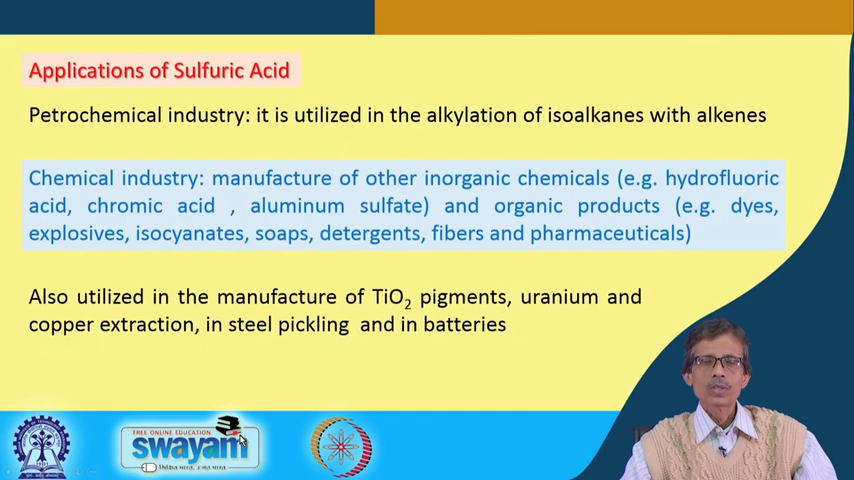 Applications of Sulfuric Acid
Petrochemical industry: it is utilized in the alkylation of isoalkanes with alkenes
Chemical industry: manufacture of other inorganic chemicals (e.g. hydrofluoric
acid, chromic acid , aluminum sulfate) and organic products (e.g. dyes,
explosives, isocyanates, soaps, detergents, fibers and pharmaceuticals)
Also utilized in the manufacture of TiO₂ pigments, uranium and
copper extraction, in steel pickling and in batteries
FREE ONLINE EDUCATION
swayam